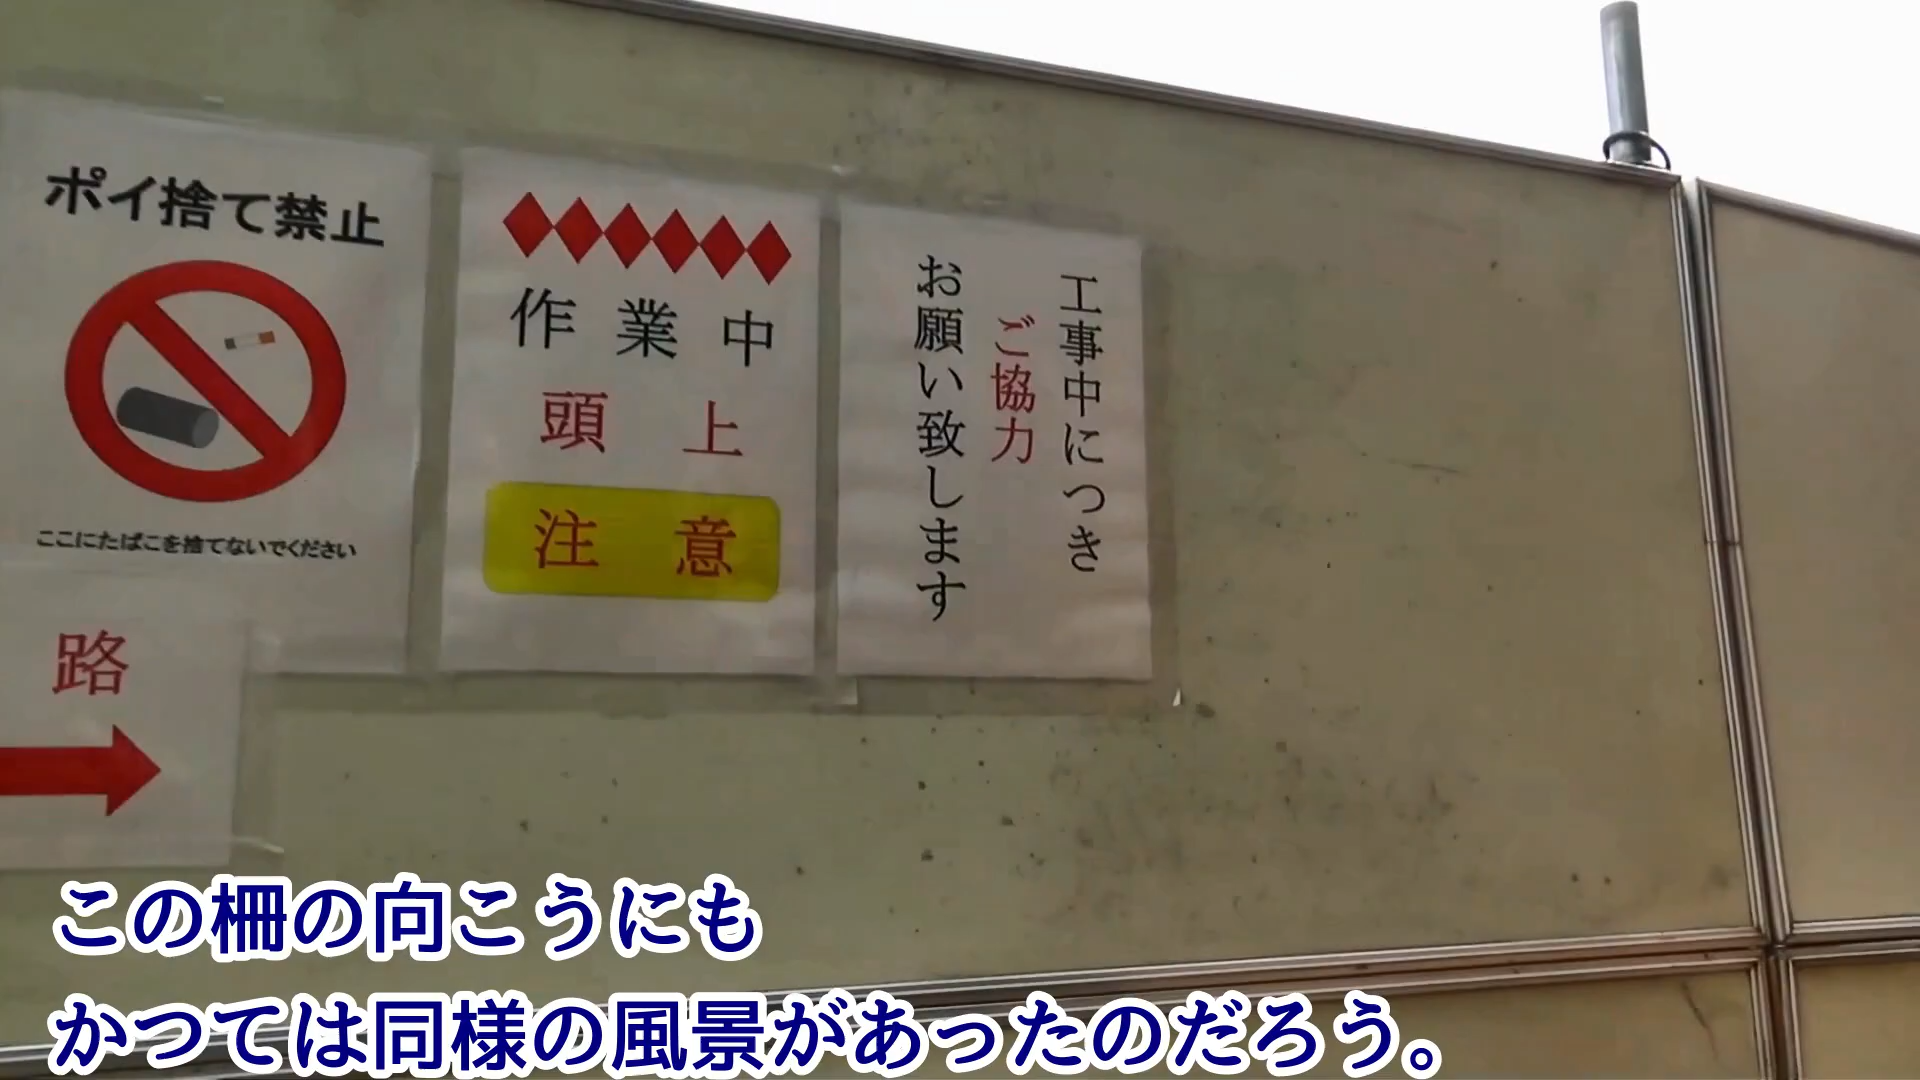 ポイ捨て禁止
ここにたばこを捨てないでください
路
作業中
頭上
注意
工事中につき
ご協力
お願い致します
この柵の向こうにも
かつては同様の風景があったのだろう。